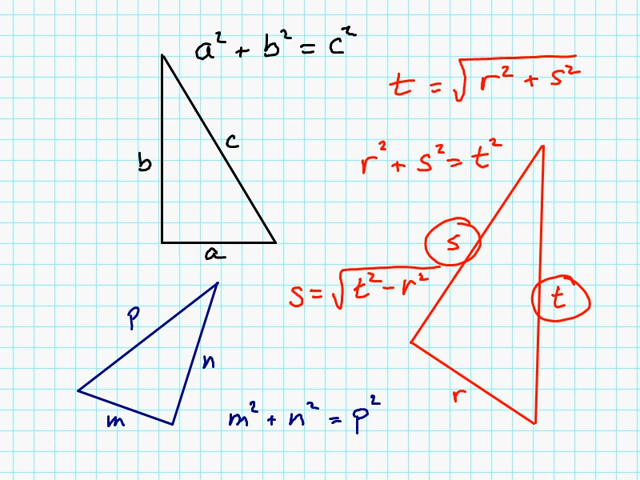 a² + b² = c²
t = √(r² + s²)
b
c
r² + s² = t²
a
s
s = √(t² − r²)
t
p
n
r
m
m² + n² = p²